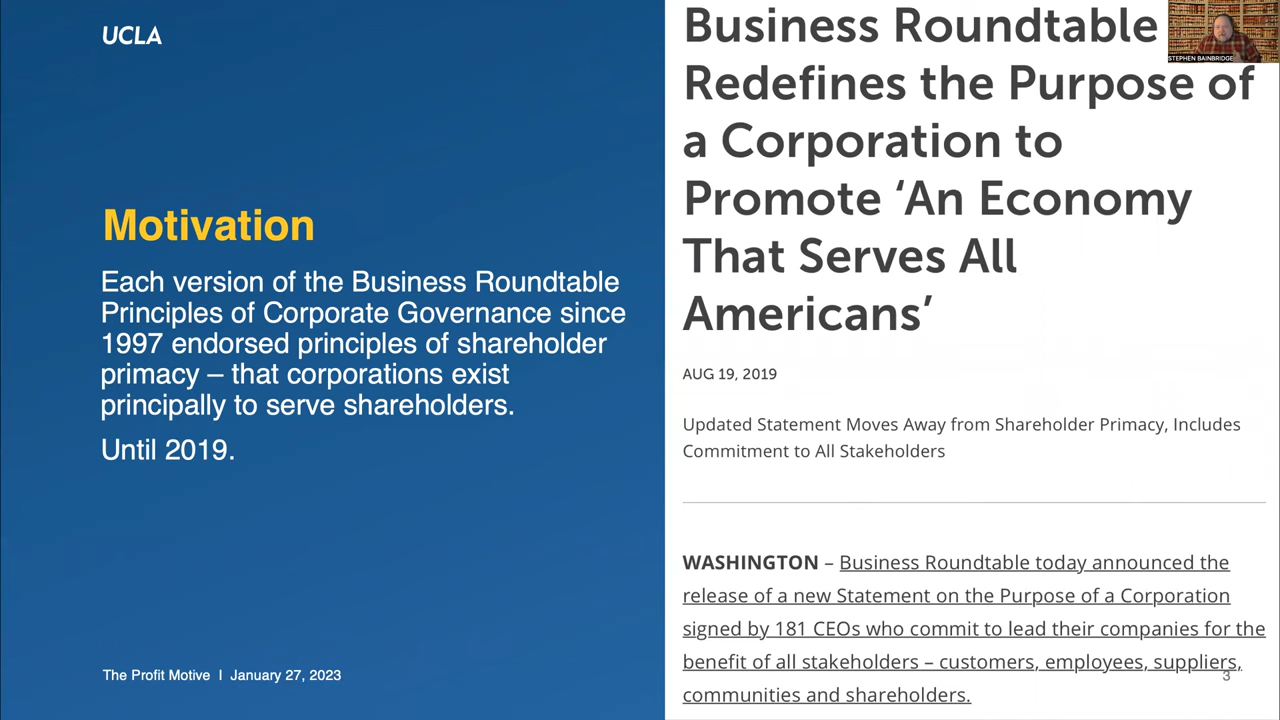 UCLA
Motivation
Each version of the Business Roundtable
Principles of Corporate Governance since
1997 endorsed principles of shareholder
primacy – that corporations exist
principally to serve shareholders.
Until 2019.
The Profit Motive I January 27, 2023
Business Roundtable
Redefines the Purpose of
a Corporation to
Promote ‘An Economy
That Serves All
Americans’
AUG 19, 2019
Updated Statement Moves Away from Shareholder Primacy, Includes
Commitment to All Stakeholders
WASHINGTON – Business Roundtable today announced the
release of a new Statement on the Purpose of a Corporation
signed by 181 CEOs who commit to lead their companies for the
benefit of all stakeholders – customers, employees, suppliers,
communities and shareholders.
3
STEPHEN BAINBRIDGE